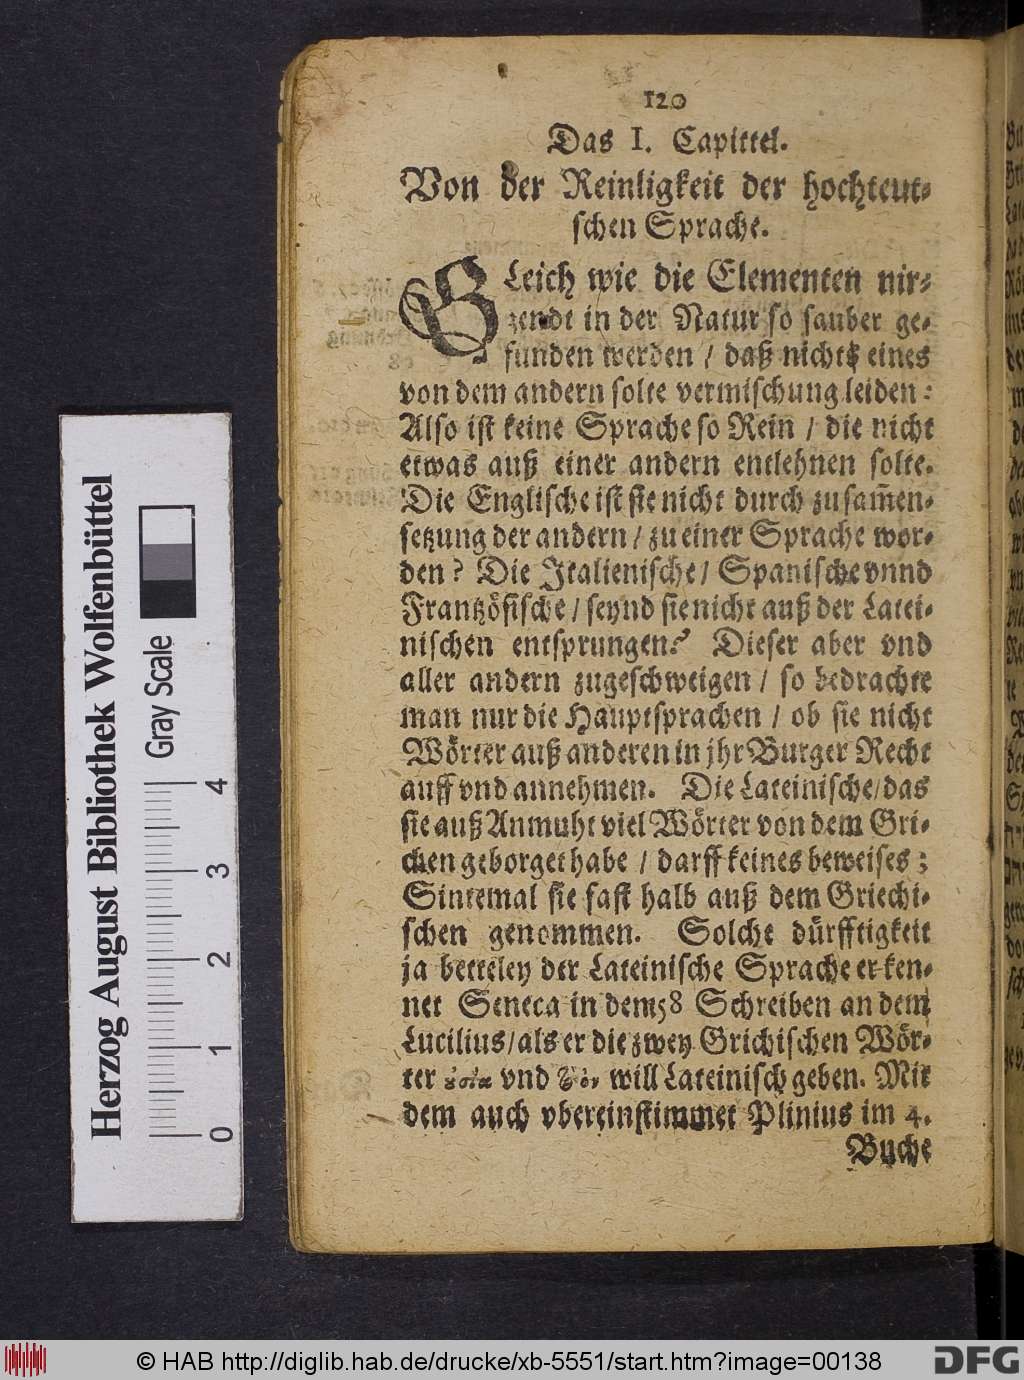 120
Das I. Capittel.
Von der Reinligkeit der hochteut-
schen Sprache.
GLeich wie die Elementen nir-
zendt in der Natur so sauber ge-
funden werden / daß nichts eines
von dem andern solte vermischung leiden:
Also ist keine Sprache so Rein / die nicht
etwas auß einer andern entlehnen solte.
Die Englische ist sie nicht durch zusam̃en-
setzung der andern / zu einer Sprache wor-
den? Die Italienische / Spanische vnnd
Frantzösische / seynd sie nicht auß der Latei-
nischen entsprungen? Dieser aber vnd
aller andern zugeschweigen / so bedrachte
man nur die Hauptsprachen / ob sie nicht
Wörter auß anderen in jhr Burger Recht
auff vnd annehmen. Die Lateinische / das
sie auß Anmuht viel Wörter von dem Gri-
chen geborget habe / darff keines beweises;
Sintemal sie fast halb auß dem Griechi-
schen genommen. Solche dürfftigkeit
ja betteley der Lateinische Sprache erken-
net Seneca in dem 58 Schreiben an dem
Lucilius / als er die zwey Grichischen Wör-
ter vnd will Lateinisch geben. Mit
dem auch vbereinstimmet Plinius im 4.
Buche
Herzog August Bibliothek Wolfenbüttel
Gray Scale
0 1 2 3 4
© HAB http://diglib.hab.de/drucke/xb-5551/start.htm?image=00138
DFG